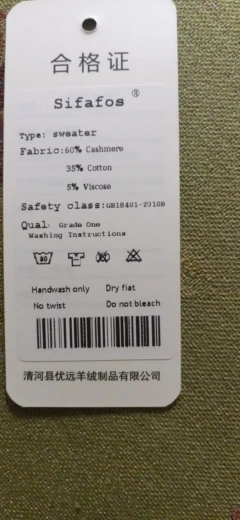 合格证
Sifafos ®
Type: sweater
Fabric:60% Cashmere
35% Cotton
5% Viscose
Safety class:GB18401-2010B
Qual: Grade One
Washing Instructions
Handwash only Dry flat
No twist Do not bleach
清河县优远羊绒制品有限公司